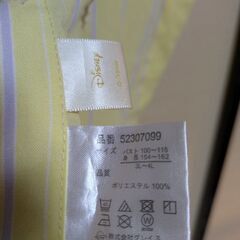 Disney
品番 52307099
サイズ バスト 100~116
身 長 154~162
3L~4L
品質
ポリエステル 100%